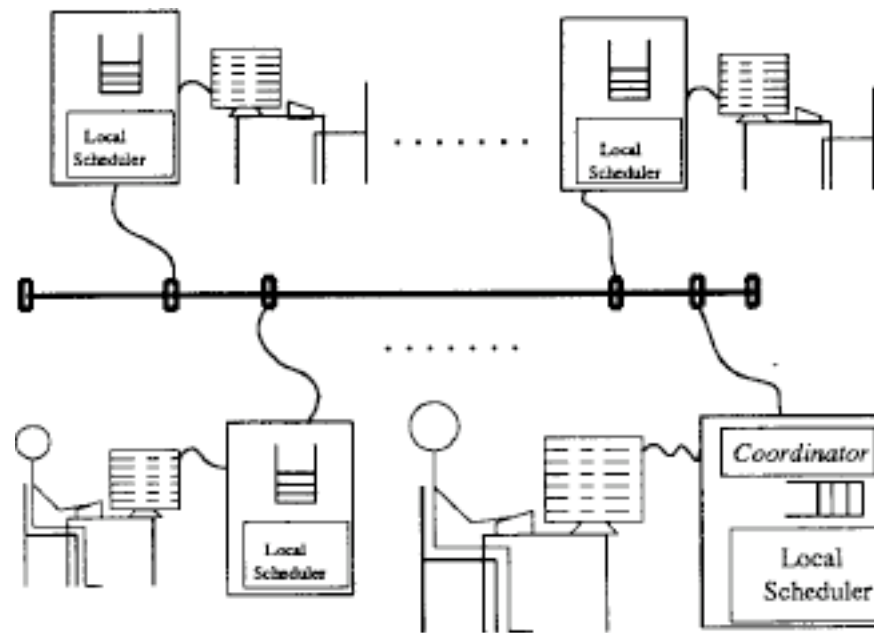 Local
Scheduler
Local
Scheduler
Local
Scheduler
Coordinator
Local
Scheduler